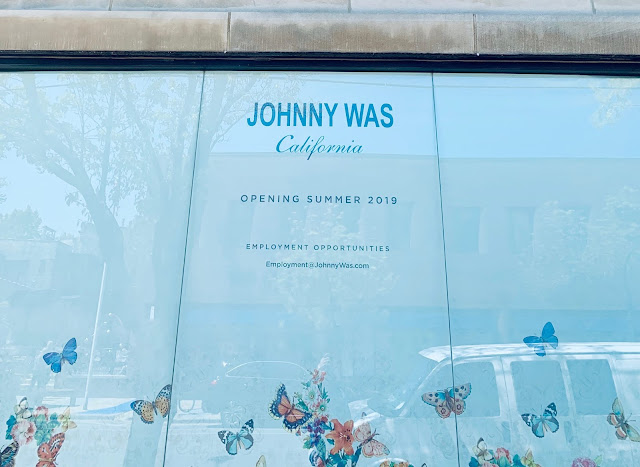 JOHNNY WAS
California
OPENING SUMMER 2019
EMPLOYMENT OPPORTUNITIES
Employment@JohnnyWas.com